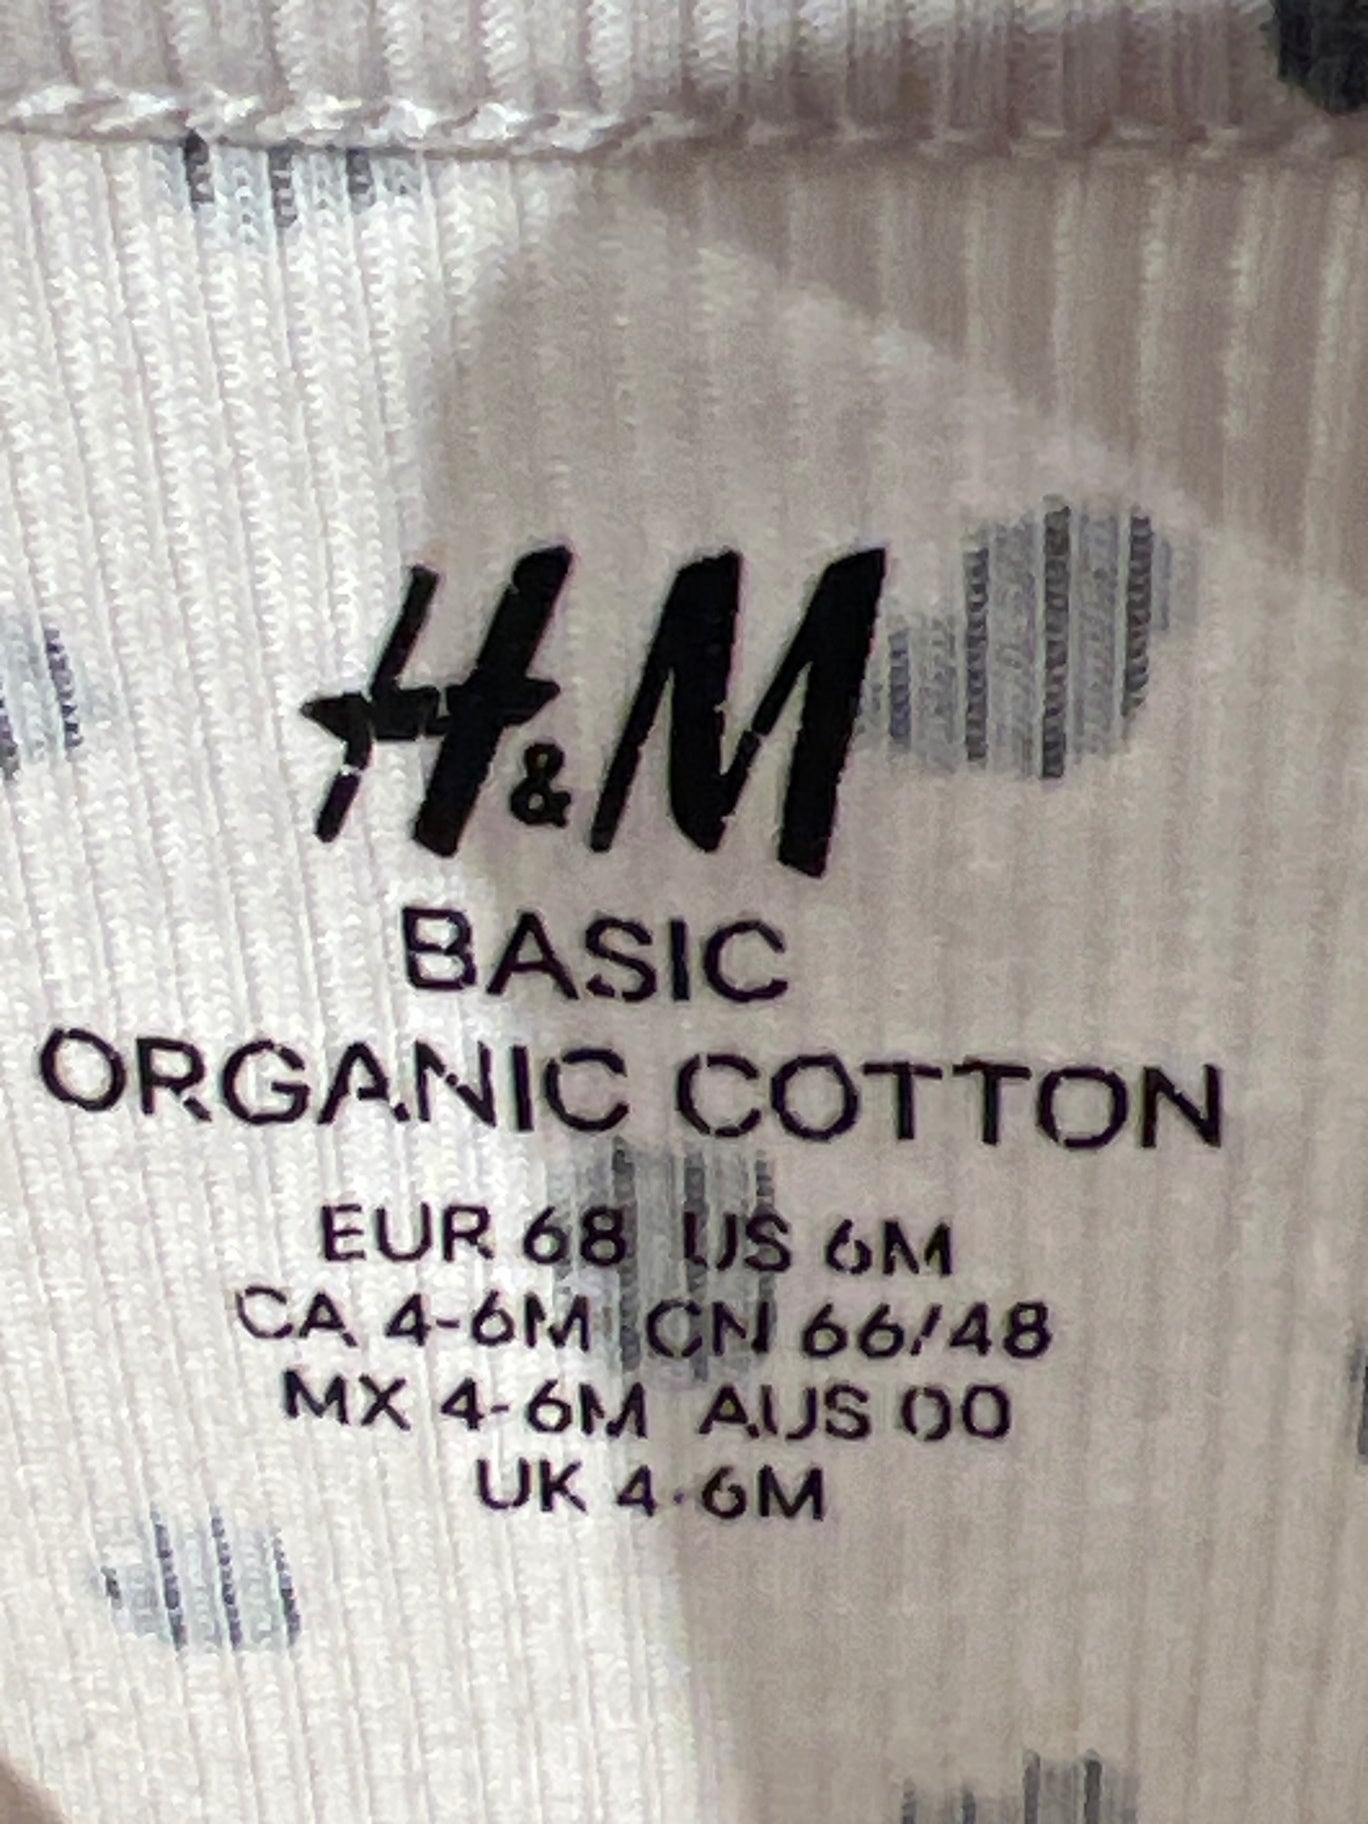 H&M
BASIC
ORGANIC COTTON
EUR 68 US 6M
CA 4-6M CN 66/48
MX 4-6M AUS 00
UK 4-6M